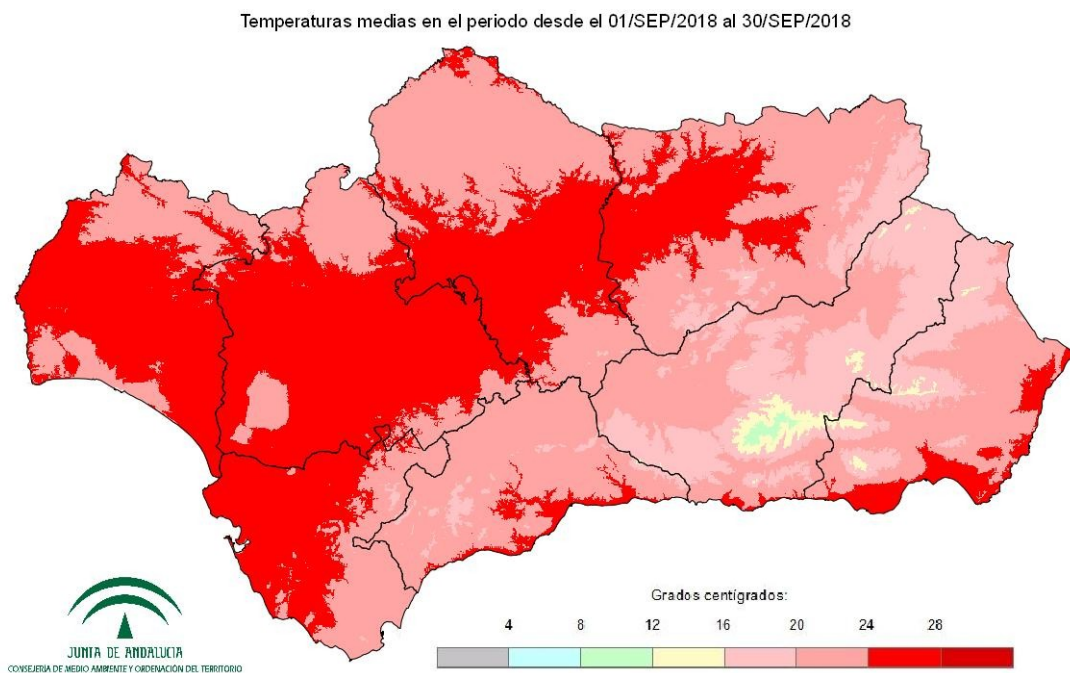 Temperaturas medias en el periodo desde el 01/SEP/2018 al 30/SEP/2018
Grados centígrados:
4 8 12 16 20 24 28
JUNTA DE ANDALUCIA
CONSEJERIA DE MEDIO AMBIENTE Y ORDENACIÓN DEL TERRITORIO